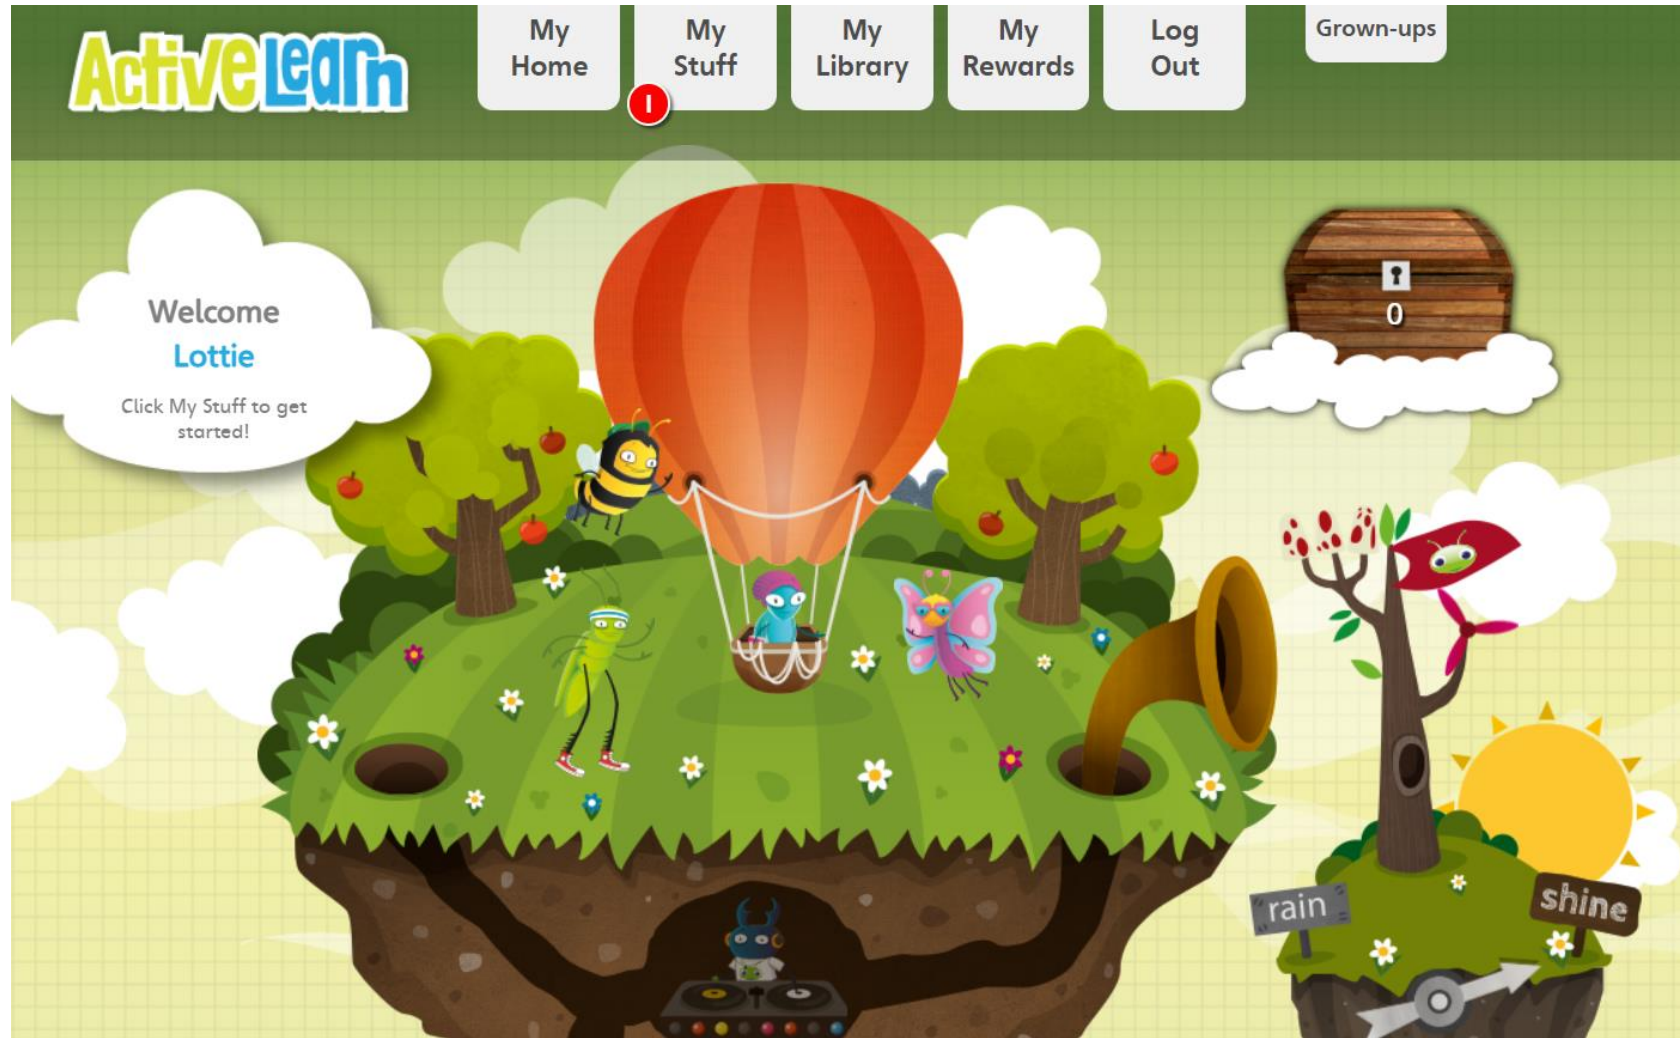 ActiveLearn
My
Home
My
Stuff
My
Library
My
Rewards
Log
Out
Grown-ups
1
Welcome
Lottie
Click My Stuff to get
started!
0
rain
shine